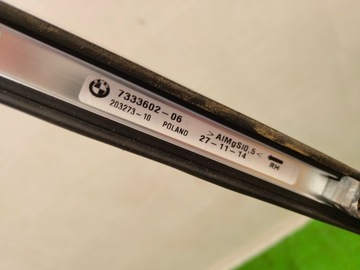 7333602-06
203273-10 POLAND
>AlMgSi0,5<
27-11-14
RH